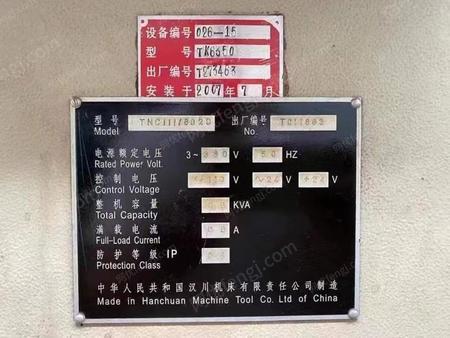 设备编号 026-15
型 号 TK6350
出厂编号
安装于 2007年7月
型 号 出厂编号
Model No.
电源额定电压 3~ 380 V 50 HZ
Rated Power Volt.
控制电压 V ~24 V +24 V
Control Voltage
整机容量 KVA
Total Capacity
满载电流 A
Full-Load Current
防护等级 IP
Protection Class
中华人民共和国汉川机床有限责任公司制造
Made in Hanchuan Machine Tool Co. Ltd of China